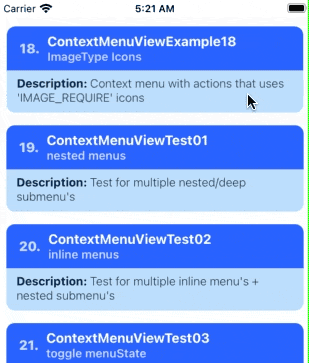 Carrier 5:21 AM
18. ContextMenuViewExample18
ImageType Icons
Description: Context menu with actions that uses
'IMAGE_REQUIRE' icons
19. ContextMenuViewTest01
nested menus
Description: Test for multiple nested/deep
submenu's
20. ContextMenuViewTest02
inline menus
Description: Test for multiple inline menu's +
nested submenu's
21. ContextMenuViewTest03
toggle menuState